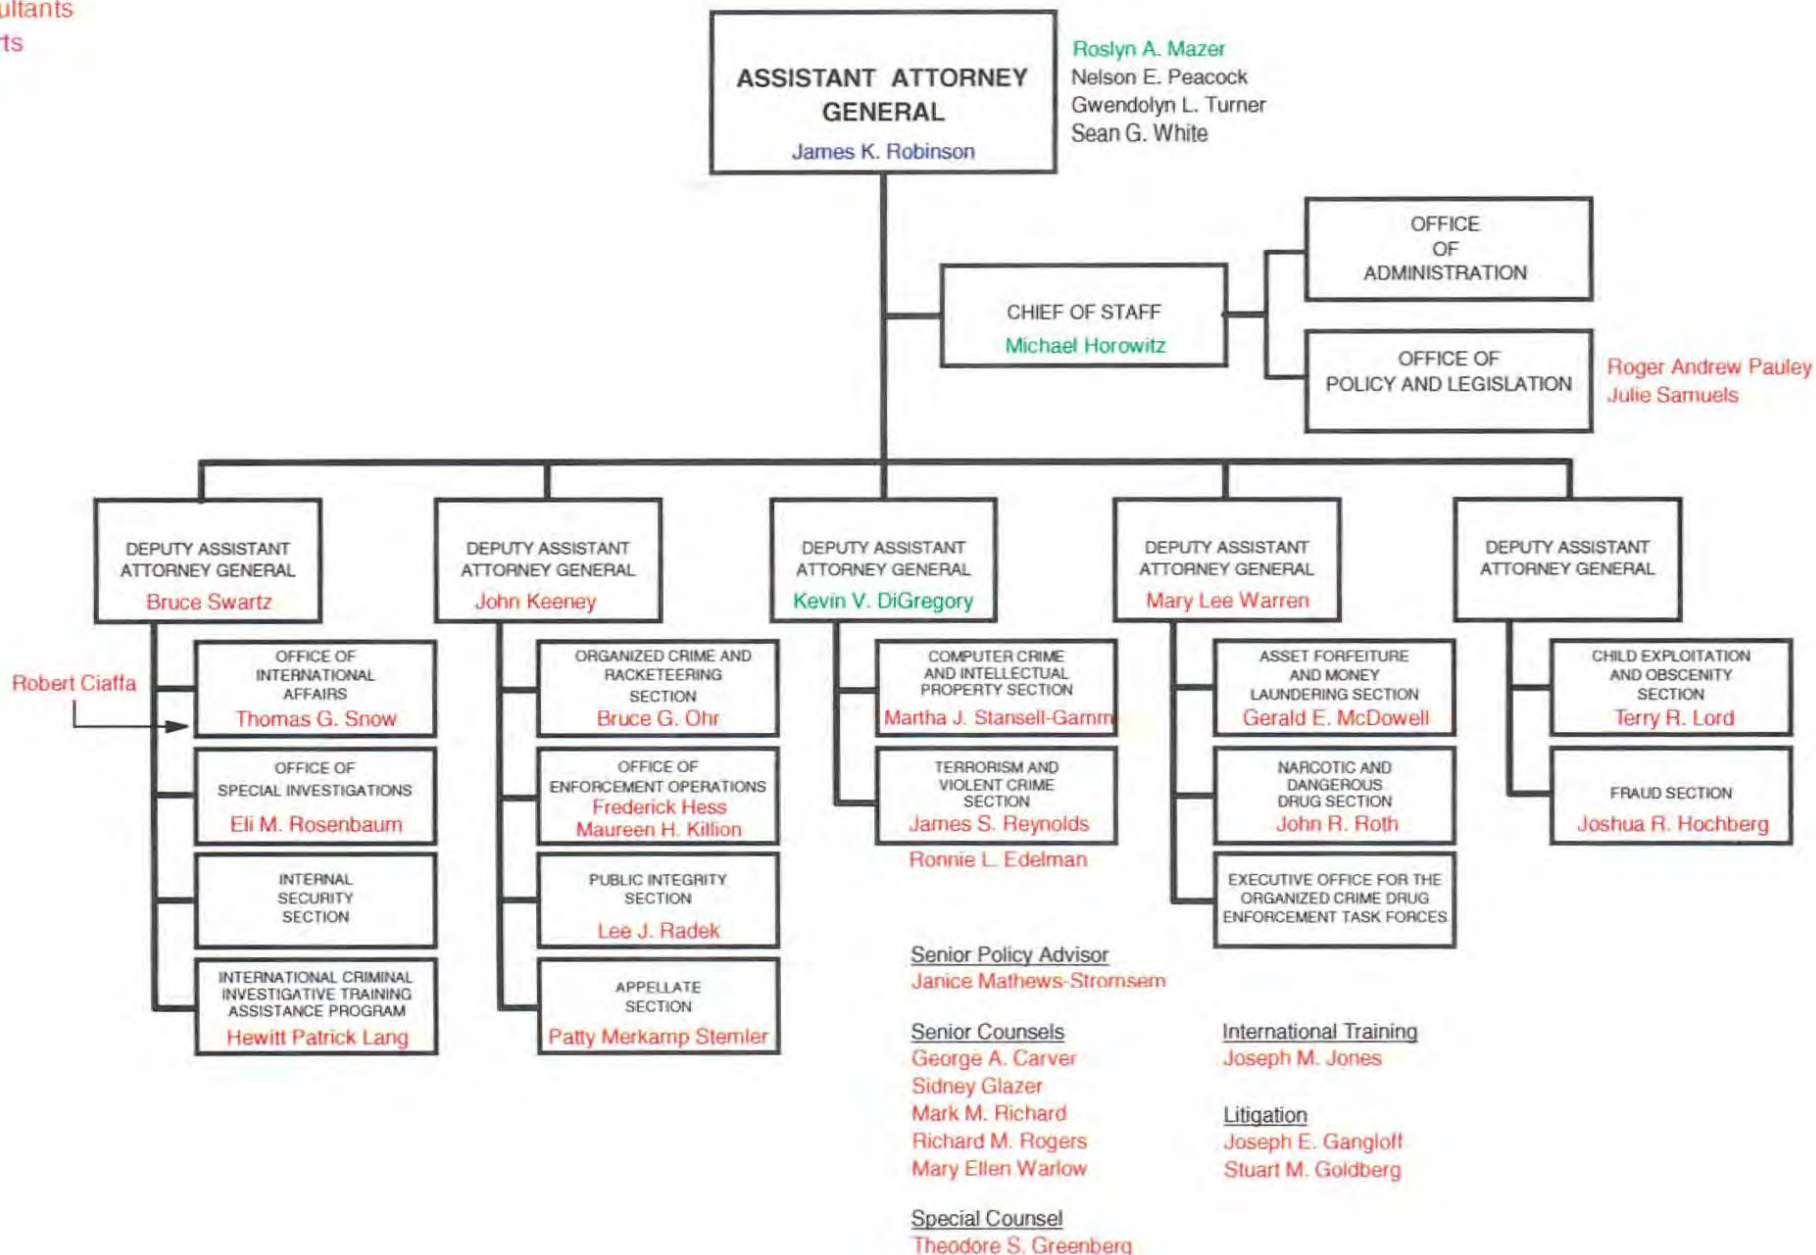 ultants
rts
ASSISTANT ATTORNEY
GENERAL
James K. Robinson
Roslyn A. Mazer
Nelson E. Peacock
Gwendolyn L. Turner
Sean G. White
CHIEF OF STAFF
Michael Horowitz
OFFICE
OF
ADMINISTRATION
OFFICE OF
POLICY AND LEGISLATION
Roger Andrew Pauley
Julie Samuels
DEPUTY ASSISTANT
ATTORNEY GENERAL
Bruce Swartz
Robert Ciaffa
OFFICE OF
INTERNATIONAL
AFFAIRS
Thomas G. Snow
OFFICE OF
SPECIAL INVESTIGATIONS
Eli M. Rosenbaum
INTERNAL
SECURITY
SECTION
INTERNATIONAL CRIMINAL
INVESTIGATIVE TRAINING
ASSISTANCE PROGRAM
Hewitt Patrick Lang
DEPUTY ASSISTANT
ATTORNEY GENERAL
John Keeney
ORGANIZED CRIME AND
RACKETEERING
SECTION
Bruce G. Ohr
OFFICE OF
ENFORCEMENT OPERATIONS
Frederick Hess
Maureen H. Killion
PUBLIC INTEGRITY
SECTION
Lee J. Radek
APPELLATE
SECTION
Patty Merkamp Stemler
DEPUTY ASSISTANT
ATTORNEY GENERAL
Kevin V. DiGregory
COMPUTER CRIME
AND INTELLECTUAL
PROPERTY SECTION
Martha J. Stansell-Gamm
TERRORISM AND
VIOLENT CRIME
SECTION
James S. Reynolds
Ronnie L. Edelman
DEPUTY ASSISTANT
ATTORNEY GENERAL
Mary Lee Warren
ASSET FORFEITURE
AND MONEY
LAUNDERING SECTION
Gerald E. McDowell
NARCOTIC AND
DANGEROUS
DRUG SECTION
John R. Roth
EXECUTIVE OFFICE FOR THE
ORGANIZED CRIME DRUG
ENFORCEMENT TASK FORCES
DEPUTY ASSISTANT
ATTORNEY GENERAL
CHILD EXPLOITATION
AND OBSCENITY
SECTION
Terry R. Lord
FRAUD SECTION
Joshua R. Hochberg
Senior Policy Advisor
Janice Mathews-Stromsem
Senior Counsels
George A. Carver
Sidney Glazer
Mark M. Richard
Richard M. Rogers
Mary Ellen Warlow
Special Counsel
Theodore S. Greenberg
International Training
Joseph M. Jones
Litigation
Joseph E. Gangloff
Stuart M. Goldberg